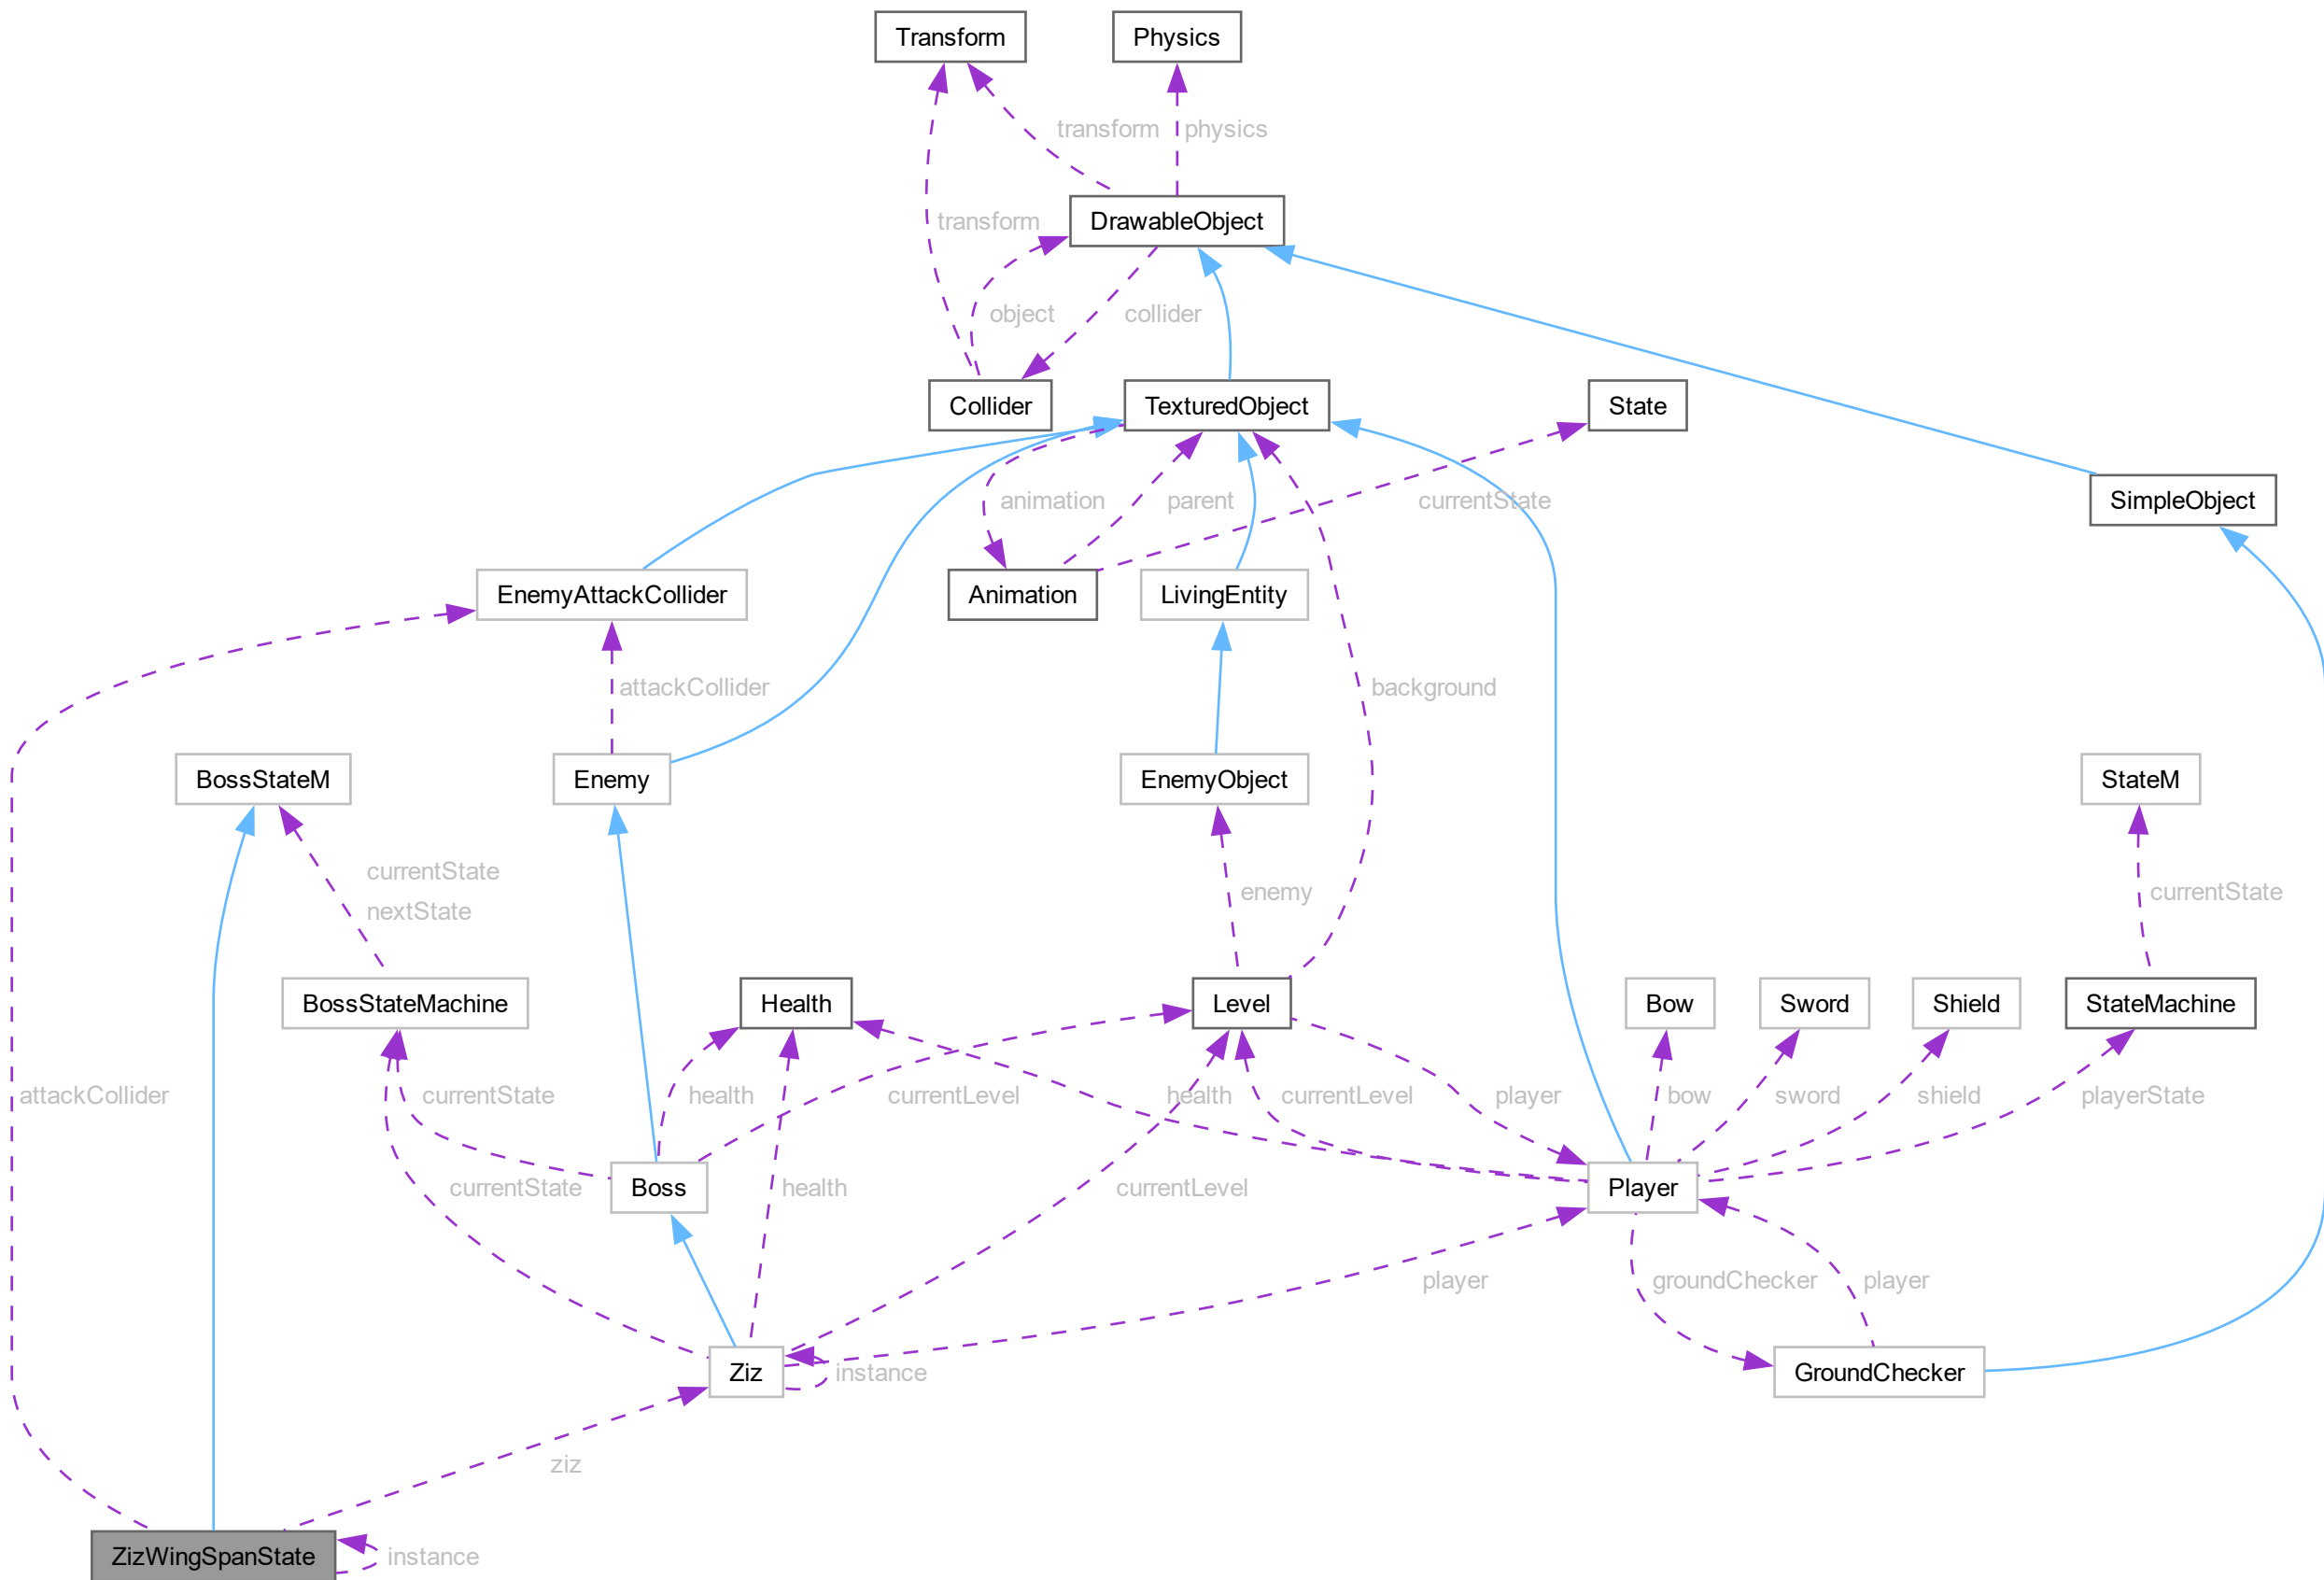 Transform
Physics
transform
physics
DrawableObject
transform
object
collider
Collider
TexturedObject
State
animation
parent
currentState
SimpleObject
EnemyAttackCollider
Animation
LivingEntity
attackCollider
background
BossStateM
Enemy
EnemyObject
StateM
currentState
nextState
enemy
currentState
BossStateMachine
Health
Level
Bow
Sword
Shield
StateMachine
attackCollider
currentState
health
currentLevel
health
currentLevel
player
bow
sword
shield
playerState
currentState
Boss
health
currentLevel
Player
player
groundChecker
player
Ziz
instance
GroundChecker
ziz
ZizWingSpanState
instance